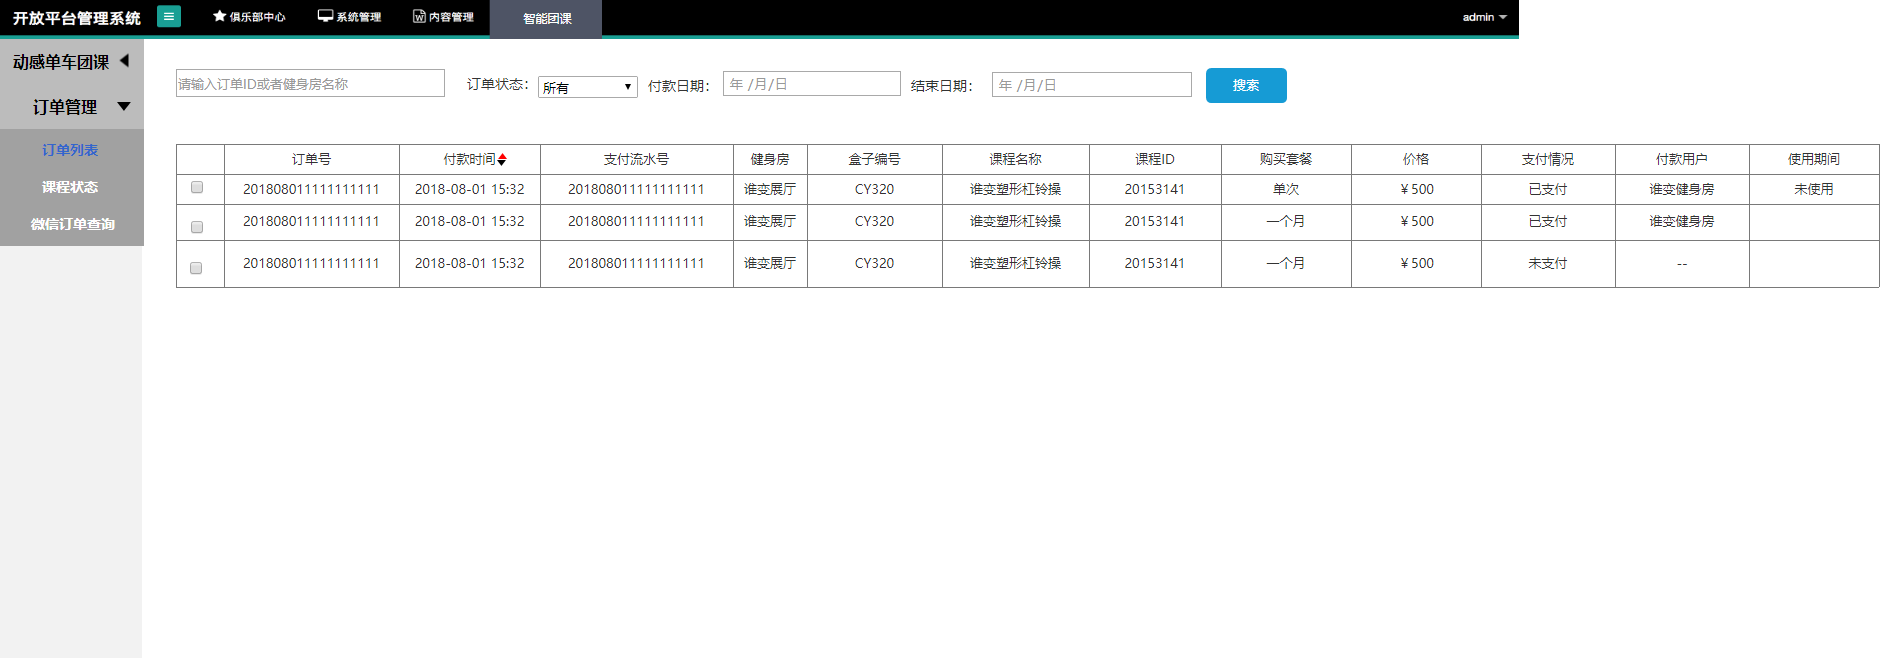 开放平台管理系统 俱乐部中心 系统管理 内容管理 智能团课 admin
动感单车团课
订单管理
订单列表
课程状态
微信订单查询
请输入订单ID或者健身房名称 订单状态： 所有 付款日期： 年 /月/日 结束日期： 年 /月/日 搜索
订单号 付款时间 支付流水号 健身房 盒子编号 课程名称 课程ID 购买套餐 价格 支付情况 付款用户 使用期间
201808011111111111 2018-08-01 15:32 201808011111111111 谁变展厅 CY320 谁变塑形杠铃操 20153141 单次 ¥500 已支付 谁变健身房 未使用
201808011111111111 2018-08-01 15:32 201808011111111111 谁变展厅 CY320 谁变塑形杠铃操 20153141 一个月 ¥500 已支付 谁变健身房
201808011111111111 2018-08-01 15:32 201808011111111111 谁变展厅 CY320 谁变塑形杠铃操 20153141 一个月 ¥500 未支付 --